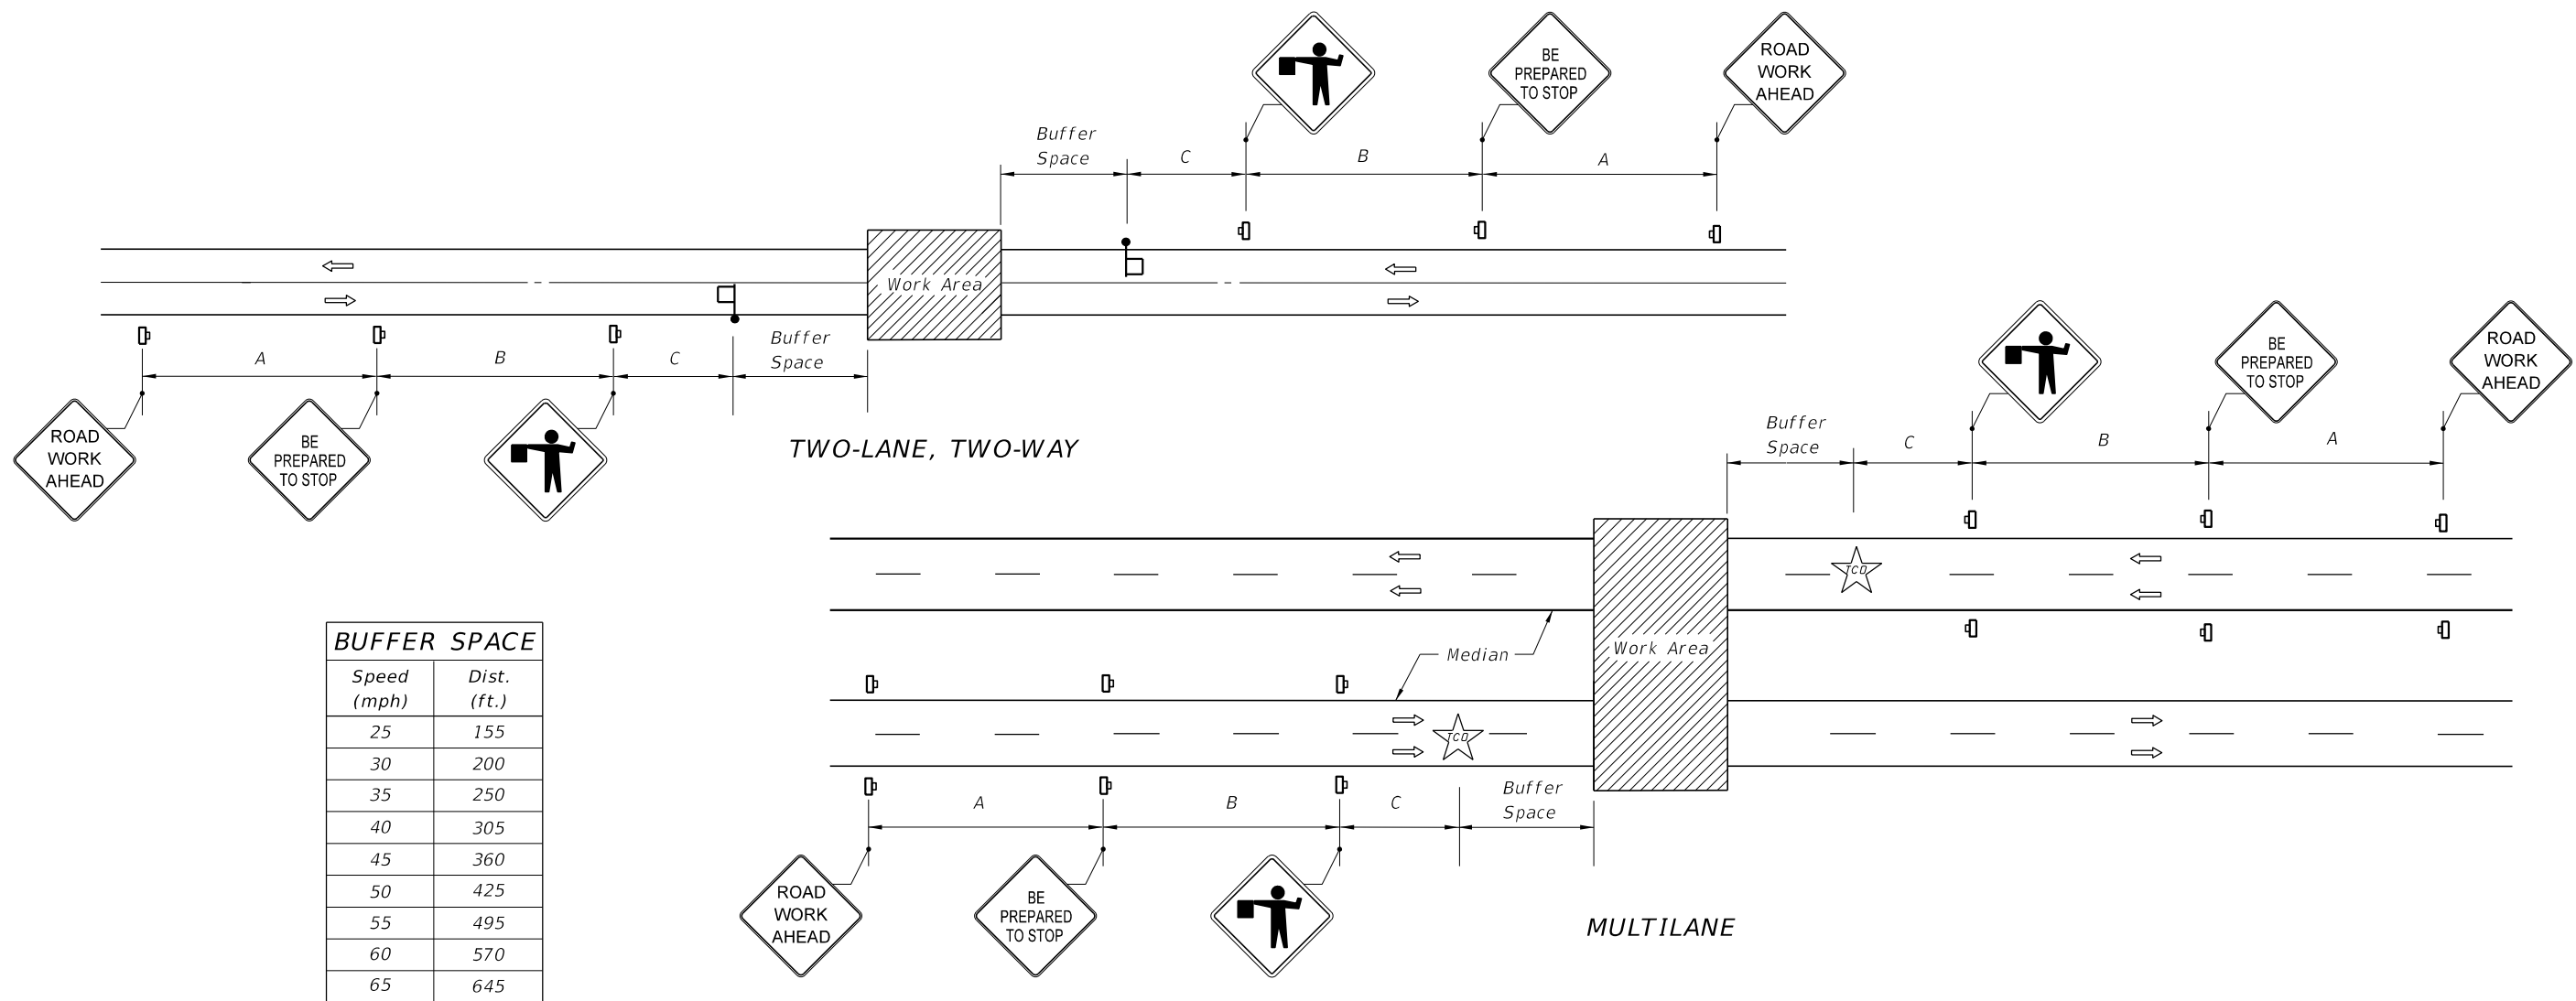 BE
PREPARED
TO STOP
ROAD
WORK
AHEAD
Buffer
Space
C
B
A
Work Area
A
B
C
Buffer
Space
ROAD
WORK
AHEAD
BE
PREPARED
TO STOP
TWO-LANE, TWO-WAY
BE
PREPARED
TO STOP
ROAD
WORK
AHEAD
Buffer
Space
C
B
A
TCO
Median
Work Area
TCO
A
B
C
Buffer
Space
ROAD
WORK
AHEAD
BE
PREPARED
TO STOP
MULTILANE
BUFFER SPACE
Speed (mph) Dist. (ft.)
25 155
30 200
35 250
40 305
45 360
50 425
55 495
60 570
65 645